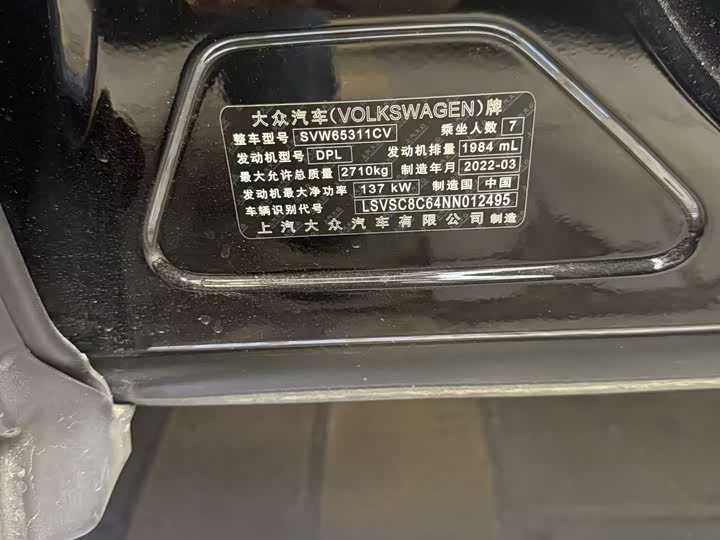 大众汽车(VOLKSWAGEN)牌
整车型号 SVW65311CV 乘坐人数 7
发动机型号 DPL 发动机排量 1984 mL
最大允许总质量 2710kg 制造年月 2022-03
发动机最大净功率 137 kW 制造国 中国
车辆识别代号 LSVSC8C64NN012495
上汽大众汽车有限公司 制造